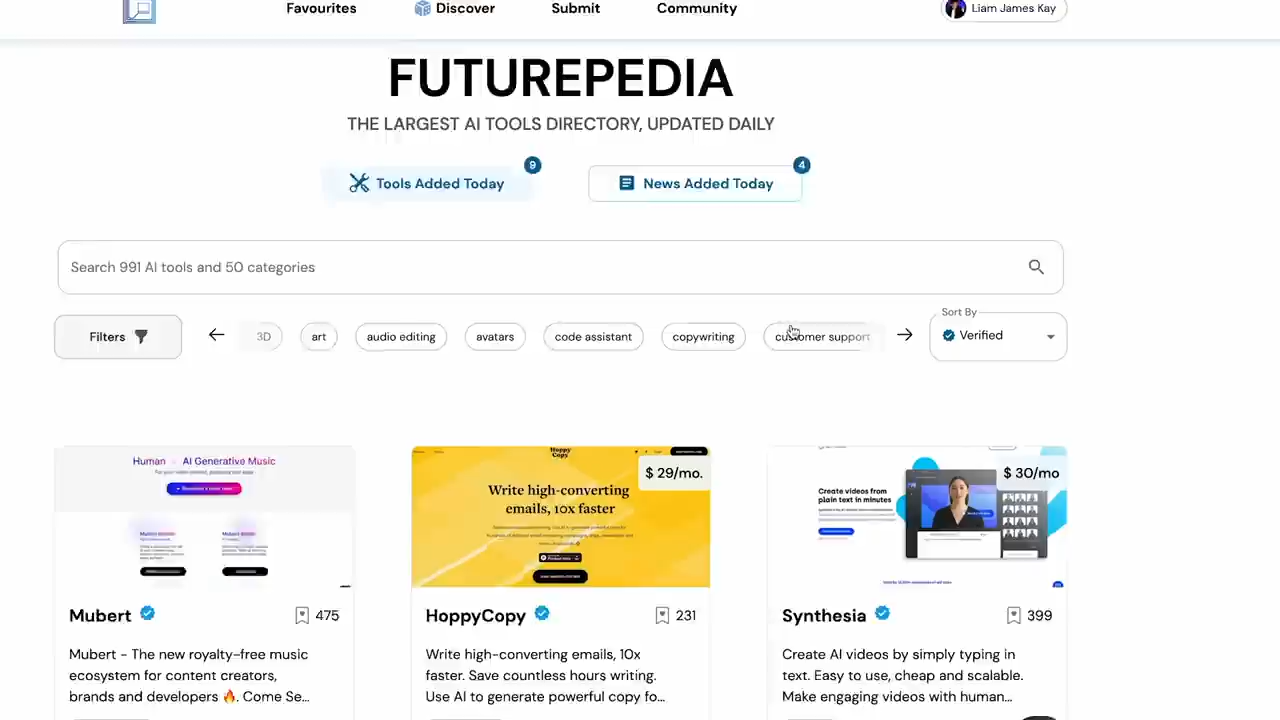 Favourites
Discover
Submit
Community
Liam James Kay
FUTUREPEDIA
THE LARGEST AI TOOLS DIRECTORY, UPDATED DAILY
Tools Added Today
9
News Added Today
4
Search 991 AI tools and 50 categories
Filters
3D
art
audio editing
avatars
code assistant
copywriting
customer support
Sort By
Verified
Human
AI Generative Music
Hoppy
Copy
$ 29/mo.
Write high-converting
emails, 10x faster
$ 30/mo
Create videos from
plain text in minutes
Mubert
475
Mubert - The new royalty-free music
ecosystem for content creators,
brands and developers 🔥. Come Se...
HoppyCopy
231
Write high-converting emails, 10x
faster. Save countless hours writing.
Use AI to generate powerful copy fo...
Synthesia
399
Create AI videos by simply typing in
text. Easy to use, cheap and scalable.
Make engaging videos with human...